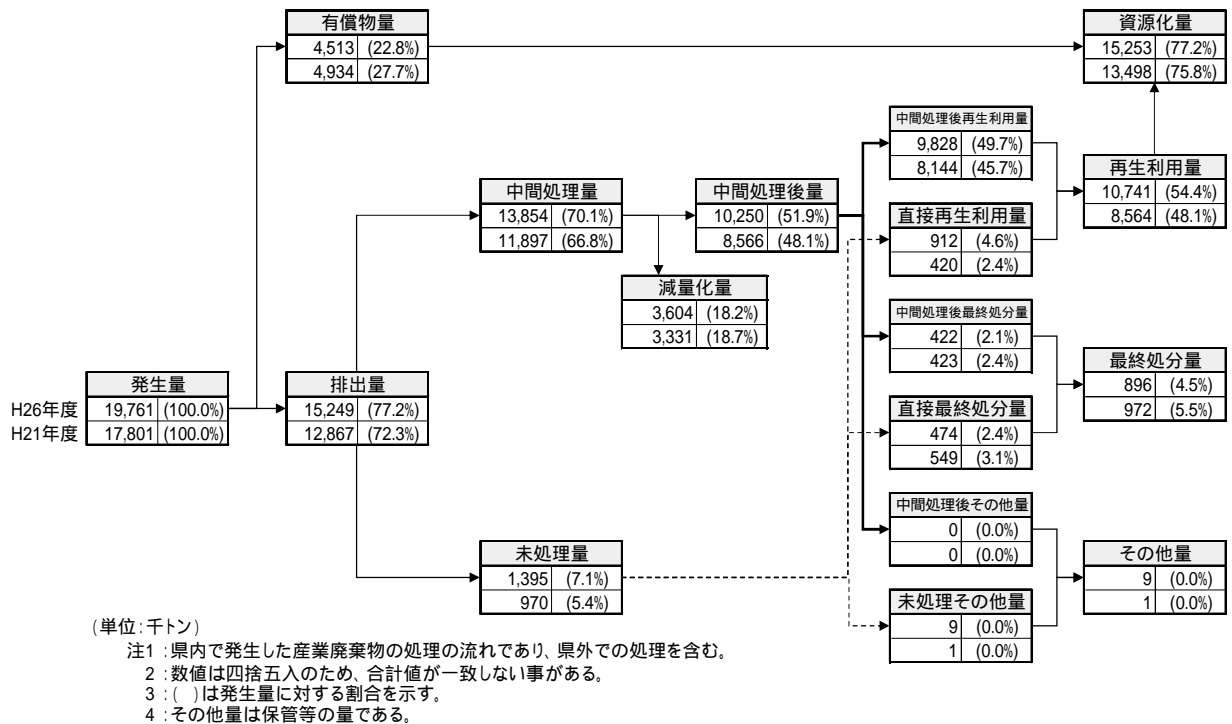 有償物量
4,513 (22.8%)
4,934 (27.7%)
資源化量
15,253 (77.2%)
13,498 (75.8%)
中間処理後再生利用量
9,828 (49.7%)
8,144 (45.7%)
再生利用量
10,741 (54.4%)
8,564 (48.1%)
中間処理量
13,854 (70.1%)
11,897 (66.8%)
中間処理後量
10,250 (51.9%)
8,566 (48.1%)
直接再生利用量
912 (4.6%)
420 (2.4%)
減量化量
3,604 (18.2%)
3,331 (18.7%)
中間処理後最終処分量
422 (2.1%)
423 (2.4%)
最終処分量
896 (4.5%)
972 (5.5%)
発生量
H26年度 19,761 (100.0%)
H21年度 17,801 (100.0%)
排出量
15,249 (77.2%)
12,867 (72.3%)
直接最終処分量
474 (2.4%)
549 (3.1%)
中間処理後その他量
0 (0.0%)
0 (0.0%)
未処理量
1,395 (7.1%)
970 (5.4%)
その他量
9 (0.0%)
1 (0.0%)
未処理その他量
9 (0.0%)
1 (0.0%)
(単位:千トン)
注1:県内で発生した産業廃棄物の処理の流れであり、県外での処理を含む。
2:数値は四捨五入のため、合計値が一致しない事がある。
3:( )は発生量に対する割合を示す。
4:その他量は保管等の量である。